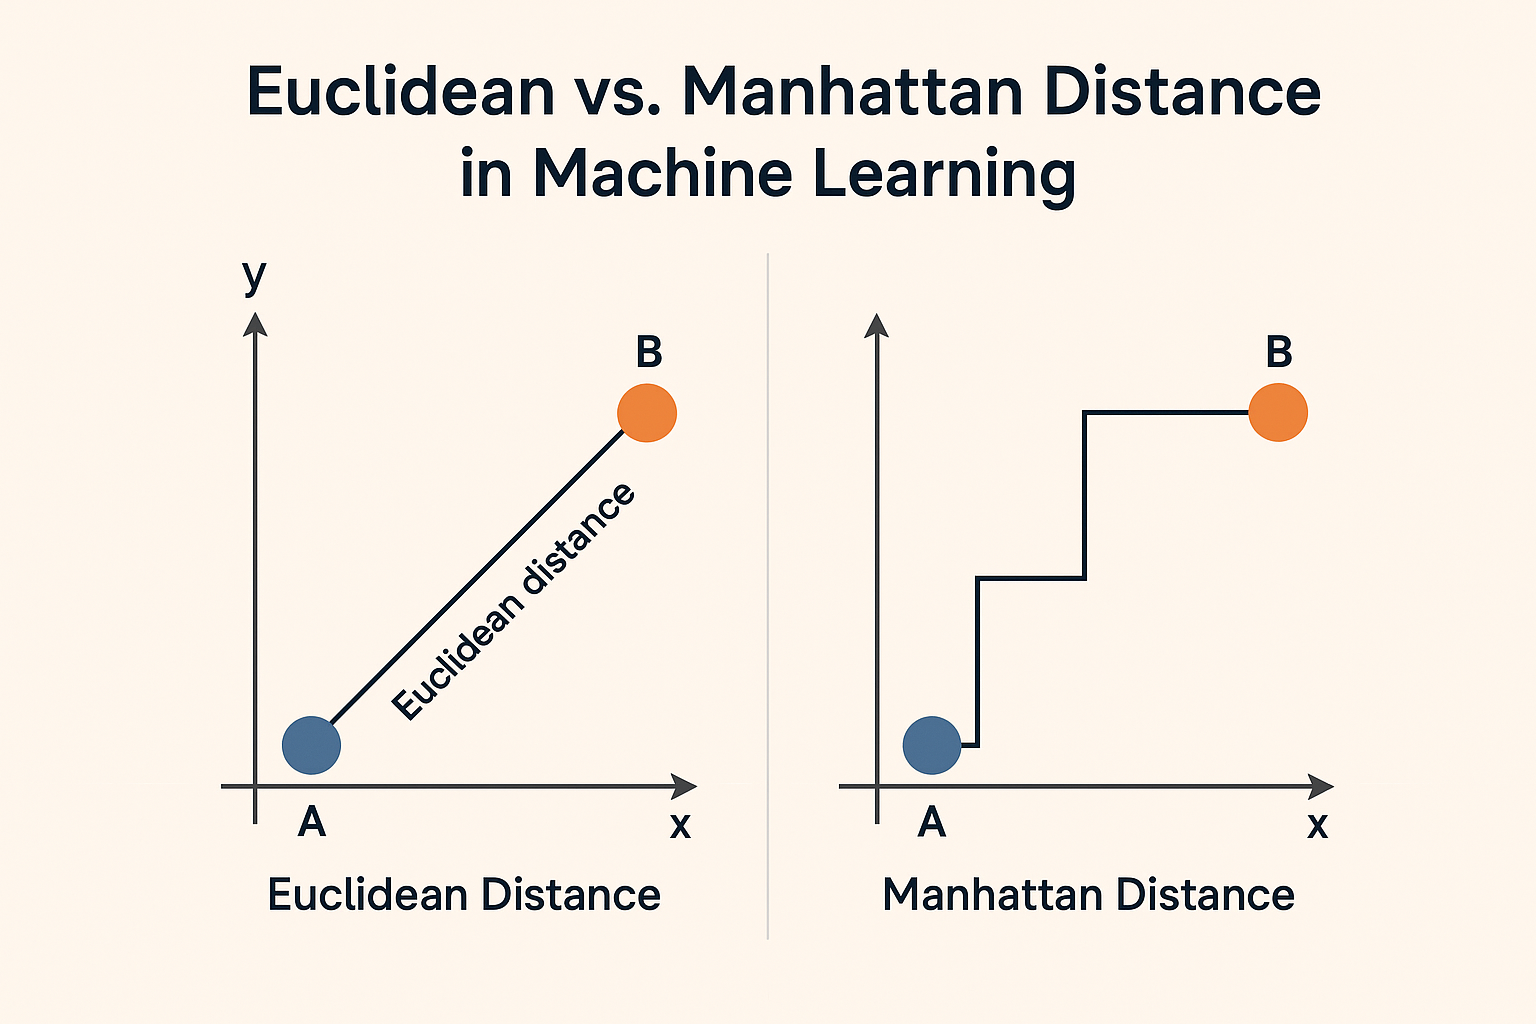 Euclidean vs. Manhattan Distance
in Machine Learning
y
B
Euclidean distance
A
x
Euclidean Distance
B
A
x
Manhattan Distance